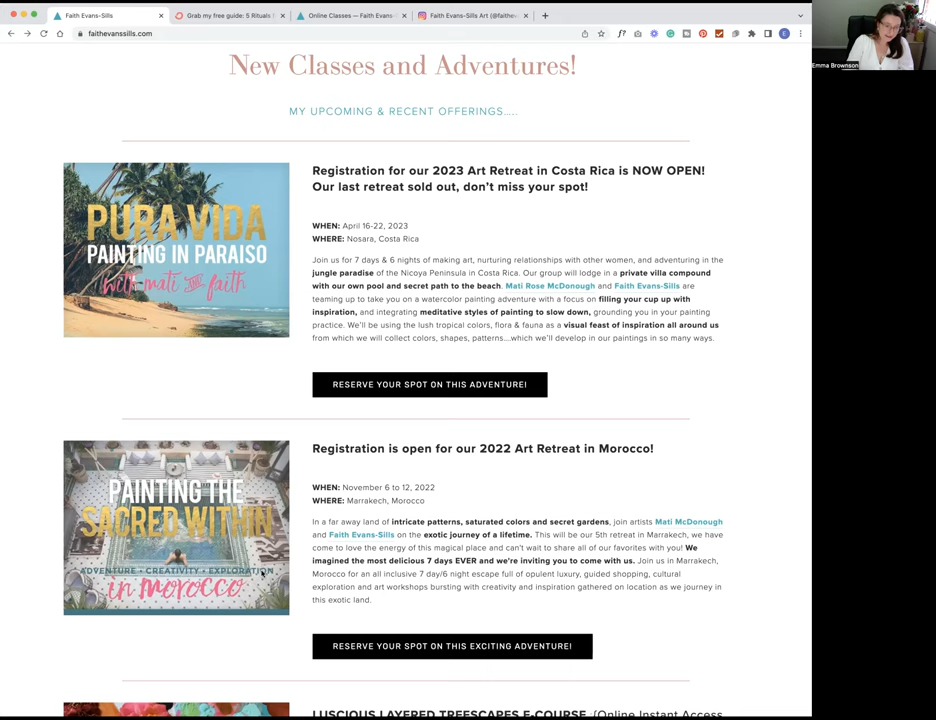 Faith Evans-Sills
Grab my free guide: 5 Rituals
Online Classes — Faith Evans-
Faith Evans-Sills Art (@faithev
faithevanssills.com
Emma Brownson
New Classes and Adventures!
MY UPCOMING & RECENT OFFERINGS.....
PURA VIDA
PAINTING IN PARAISO
with mati AND faith
Registration for our 2023 Art Retreat in Costa Rica is NOW OPEN!
Our last retreat sold out, don’t miss your spot!
WHEN: April 16-22, 2023
WHERE: Nosara, Costa Rica
Join us for 7 days & 6 nights of making art, nurturing relationships with other women, and adventuring in the
jungle paradise of the Nicoya Peninsula in Costa Rica. Our group will lodge in a private villa compound
with our own pool and secret path to the beach. Mati Rose McDonough and Faith Evans-Sills are
teaming up to take you on a watercolor painting adventure with a focus on filling your cup up with
inspiration, and integrating meditative styles of painting to slow down, grounding you in your painting
practice. We’ll be using the lush tropical colors, flora & fauna as a visual feast of inspiration all around us
from which we will collect colors, shapes, patterns....which we’ll develop in our paintings in so many ways.
RESERVE YOUR SPOT ON THIS ADVENTURE!
PAINTING THE
SACRED WITHIN
ADVENTURE • CREATIVITY • EXPLORATION
in morocco
Registration is open for our 2022 Art Retreat in Morocco!
WHEN: November 6 to 12, 2022
WHERE: Marrakech, Morocco
In a far away land of intricate patterns, saturated colors and secret gardens, join artists Mati McDonough
and Faith Evans-Sills on the exotic journey of a lifetime. This will be our 5th retreat in Marrakech, we have
come to love the energy of this magical place and can’t wait to share all of our favorites with you! We
imagined the most delicious 7 days EVER and we’re inviting you to come with us. Join us in Marrakech,
Morocco for an all inclusive 7 day/6 night escape full of opulent luxury, guided shopping, cultural
exploration and art workshops bursting with creativity and inspiration gathered on location as we journey in
this exotic land.
RESERVE YOUR SPOT ON THIS EXCITING ADVENTURE!
LUSCIOUS LAYERED TREESCAPES E-COURSE (Online Instant Access